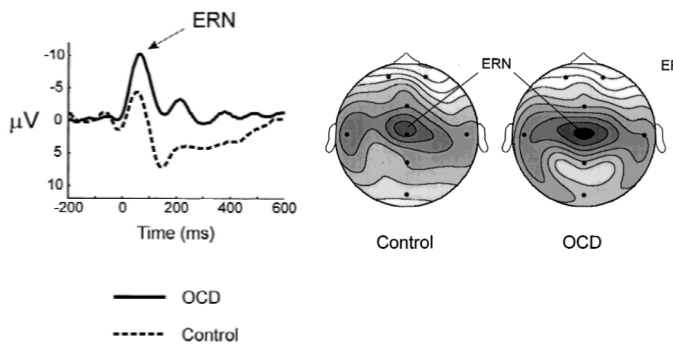 ERN
-10
-5
μV
0
5
10
-200 0 200 400 600
Time (ms)
OCD
Control
ERN
Control
OCD